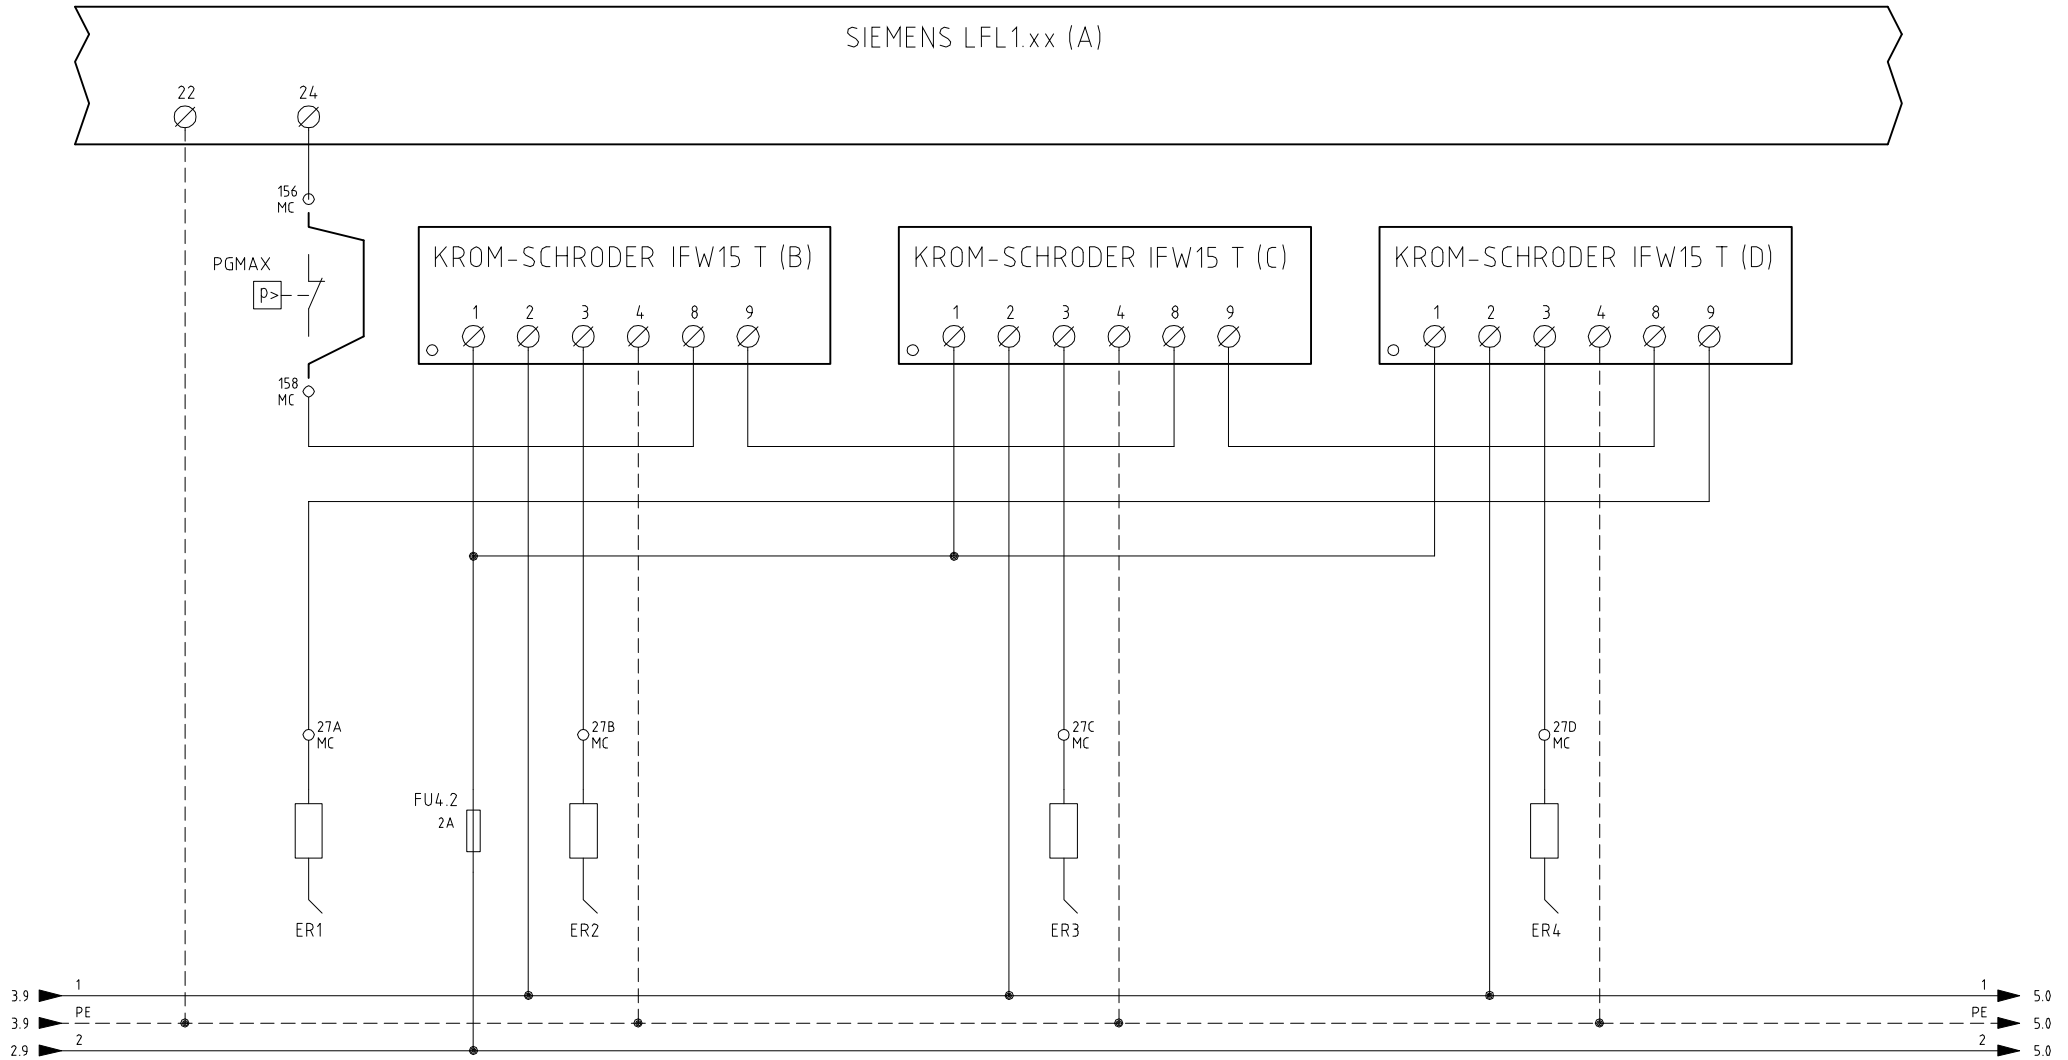 SIEMENS LFL1.xx (A)
22 24
156
MC
PGMAX
P>
158
MC
KROM-SCHRODER IFW15 T (B)
1 2 3 4 8 9
KROM-SCHRODER IFW15 T (C)
1 2 3 4 8 9
KROM-SCHRODER IFW15 T (D)
1 2 3 4 8 9
27A
MC
27B
MC
27C
MC
27D
MC
FU4.2
2A
ER1 ER2 ER3 ER4
3.9 1 1 5.0
3.9 PE PE 5.0
2.9 2 2 5.0